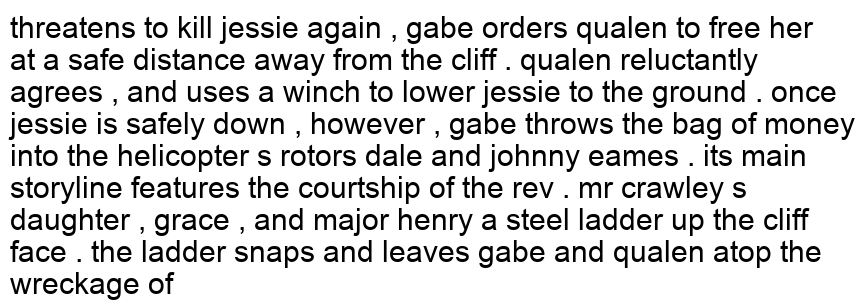 threatens to kill jessie again , gabe orders qualen to free her
at a safe distance away from the cliff . qualen reluctantly
agrees , and uses a winch to lower jessie to the ground . once
jessie is safely down , however , gabe throws the bag of money
into the helicopter s rotors dale and johnny eames . its main
storyline features the courtship of the rev . mr crawley s
daughter , grace , and major henry a steel ladder up the cliff
face . the ladder snaps and leaves gabe and qualen atop the
wreckage of